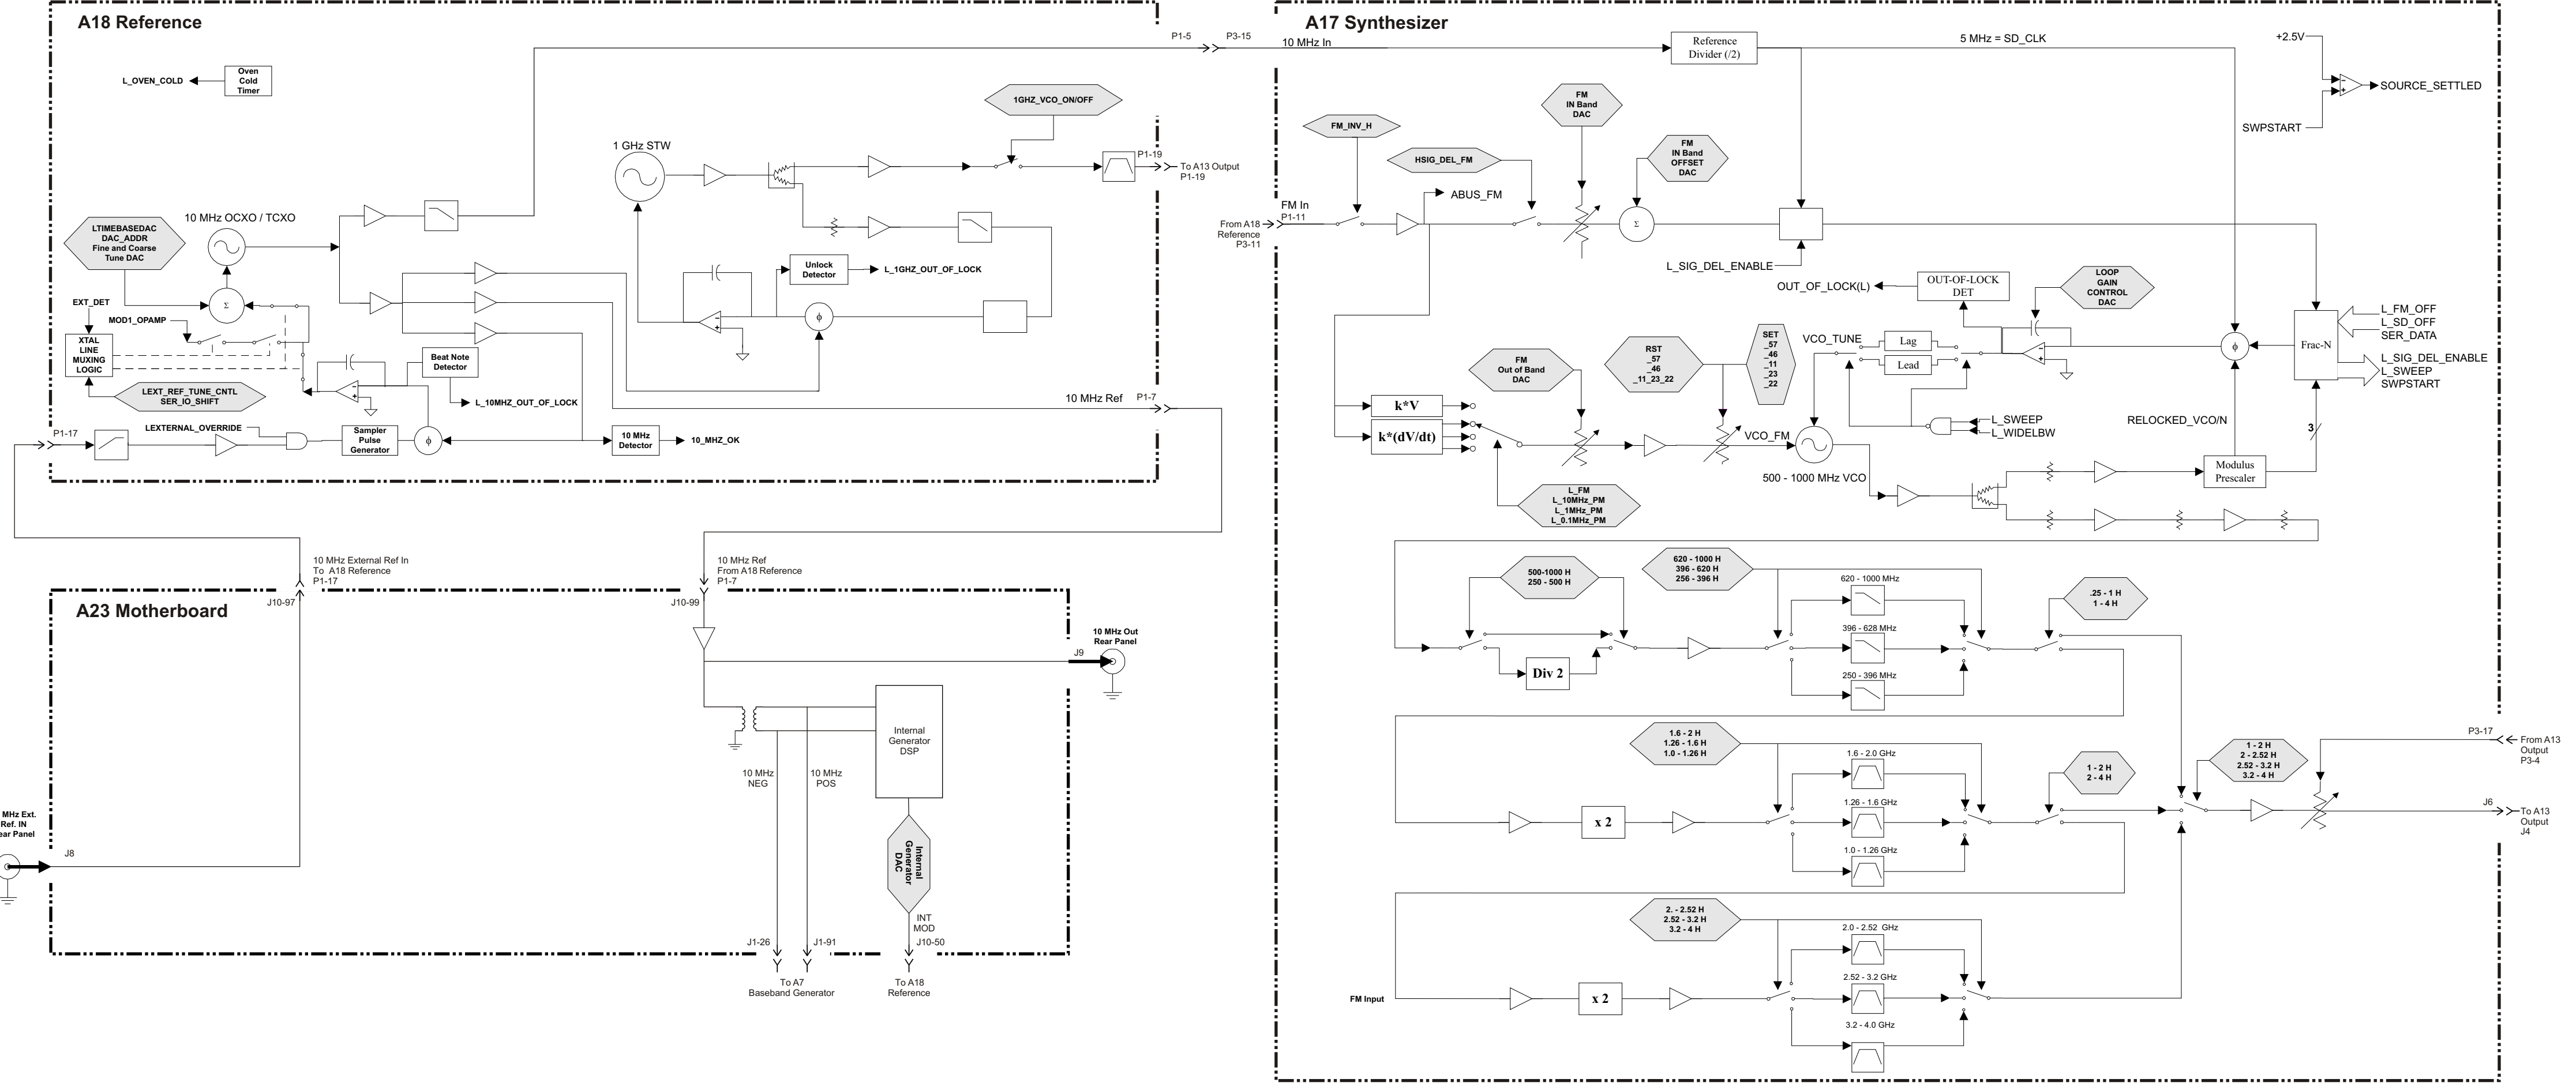 A18 Reference
L_OVEN_COLD
Oven
Cold
Timer
P1-5
P3-15
1GHZ_VCO_ON/OFF
1 GHz STW
P1-19
To A13 Output
P1-19
10 MHz OCXO / TCXO
LTIMEBASEDAC
DAC_ADDR
Fine and Coarse
Tune DAC
Σ
EXT_DET
MOD1_OPAMP
XTAL
LINE
MUXING
LOGIC
LEXT_REF_TUNE_CNTL
SER_IO_SHIFT
Unlock
Detector
L_1GHZ_OUT_OF_LOCK
ϕ
−
+
Beat Note
Detector
L_10MHZ_OUT_OF_LOCK
−
+
10 MHz Ref
P1-7
P1-17
LEXTERNAL_OVERRIDE
Sampler
Pulse
Generator
ϕ
10 MHz
Detector
10_MHZ_OK
10 MHz External Ref In
To A18 Reference
P1-17
10 MHz Ref
From A18 Reference
P1-7
A23 Motherboard
J10-97
J10-99
10 MHz Out
Rear Panel
J9
Internal
Generator
DSP
10 MHz
NEG
10 MHz
POS
Internal
Generator
DAC
MHz Ext.
Ref. IN
ear Panel
J8
INT
MOD
J1-26
J1-91
J10-50
To A7
Baseband Generator
To A18
Reference
A17 Synthesizer
10 MHz In
Reference
Divider (/2)
5 MHz = SD_CLK
+2.5V
−
+
SOURCE_SETTLED
SWPSTART
FM_INV_H
HSIG_DEL_FM
FM
IN Band
DAC
FM
IN Band
OFFSET
DAC
ABUS_FM
FM In
P1-11
From A18
Reference
P3-11
Σ
L_SIG_DEL_ENABLE
OUT_OF_LOCK(L)
OUT-OF-LOCK
DET
LOOP
GAIN
CONTROL
DAC
L_FM_OFF
L_SD_OFF
SER_DATA
Frac-N
L_SIG_DEL_ENABLE
L_SWEEP
SWPSTART
VCO_TUNE
Lag
Lead
−
+
ϕ
FM
Out of Band
DAC
RST
_57
_46
_11_23_22
SET
_57
_46
_11
_23
_22
k*V
k*(dV/dt)
VCO_FM
L_SWEEP
L_WIDELBW
RELOCKED_VCO/N
3
500 - 1000 MHz VCO
Modulus
Prescaler
L_FM
L_10MHz_PM
L_1MHz_PM
L_0.1MHz_PM
500-1000 H
250 - 500 H
620 - 1000 H
396 - 620 H
256 - 396 H
620 - 1000 MHz
396 - 628 MHz
250 - 396 MHz
.25 - 1 H
1 - 4 H
Div 2
1.6 - 2 H
1.26 - 1.6 H
1.0 - 1.26 H
1.6 - 2.0 GHz
1.26 - 1.6 GHz
1.0 - 1.26 GHz
1 - 2 H
2 - 4 H
1 - 2 H
2 - 2.52 H
2.52 - 3.2 H
3.2 - 4 H
P3-17
From A13
Output
P3-4
x 2
J6
To A13
Output
J4
2. - 2.52 H
2.52 - 3.2 H
3.2 - 4 H
2.0 - 2.52 GHz
2.52 - 3.2 GHz
3.2 - 4.0 GHz
FM Input
x 2